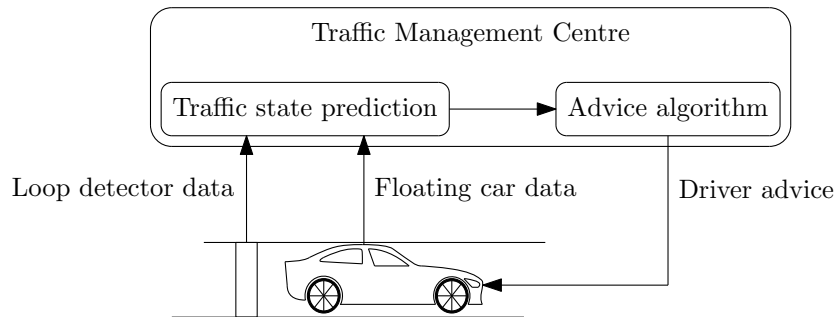 Traffic Management Centre
Traffic state prediction
Advice algorithm
Loop detector data
Floating car data
Driver advice